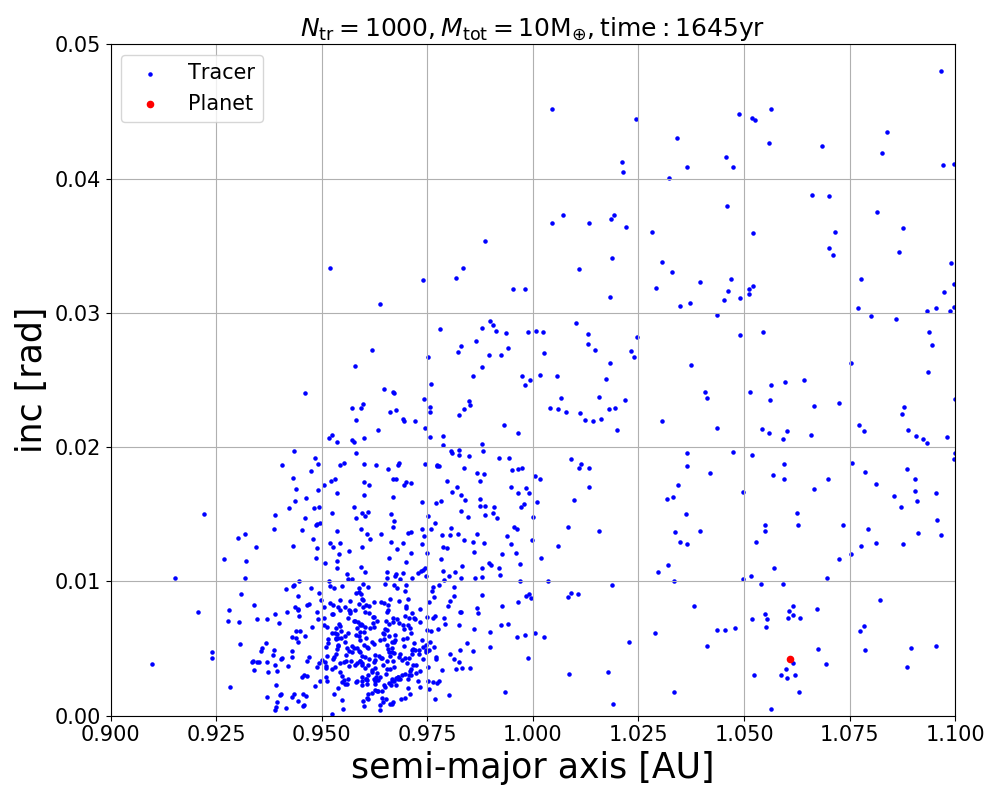 N_tr = 1000, M_tot = 10M_⊕, time : 1645yr
Tracer
Planet
0.05
0.04
0.03
0.02
0.01
0.00
inc [rad]
0.900 0.925 0.950 0.975 1.000 1.025 1.050 1.075 1.100
semi-major axis [AU]